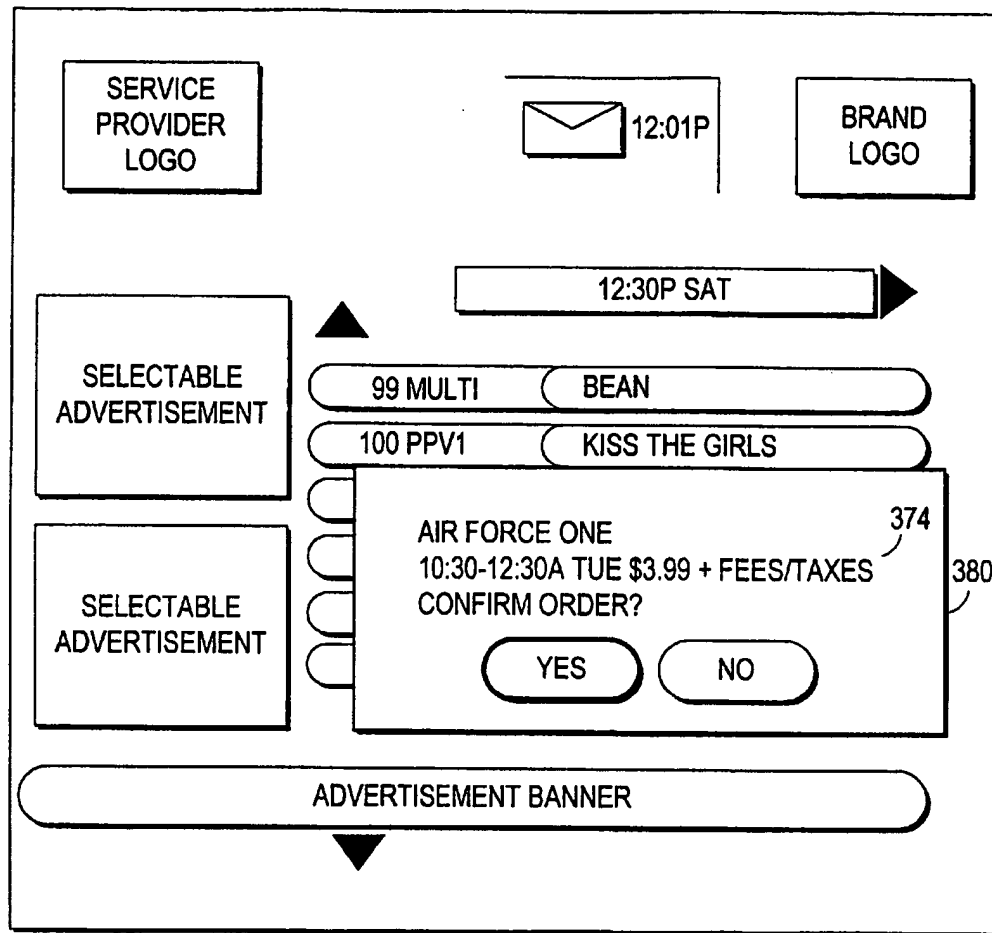 SERVICE
PROVIDER
LOGO
12:01P
BRAND
LOGO
12:30P SAT
SELECTABLE
ADVERTISEMENT
99 MULTI BEAN
100 PPV1 KISS THE GIRLS
374
AIR FORCE ONE
10:30-12:30A TUE $3.99 + FEES/TAXES
380
CONFIRM ORDER?
YES NO
SELECTABLE
ADVERTISEMENT
ADVERTISEMENT BANNER